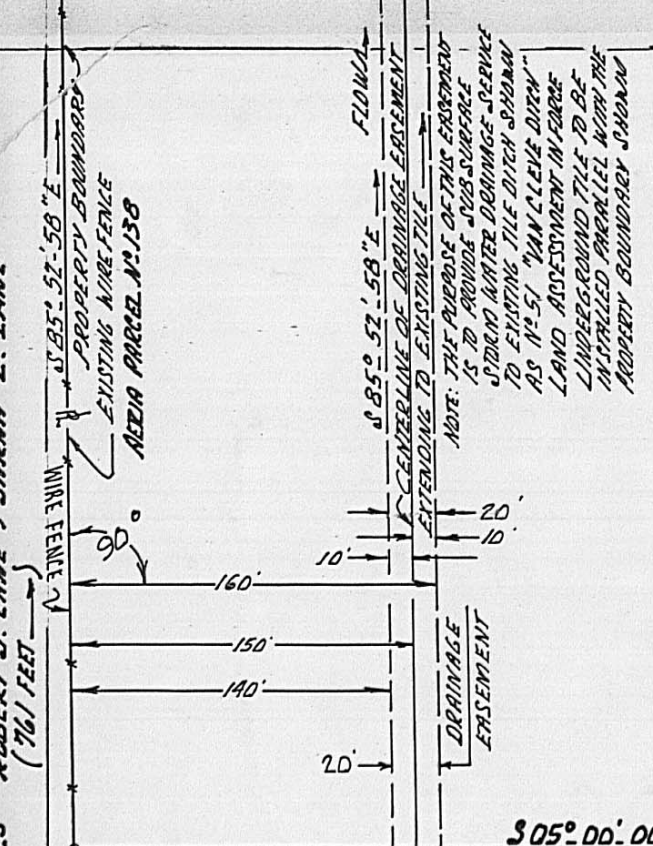 S 85° 52'-58" E
PROPERTY BOUNDARY
EXISTING WIRE FENCE
PARCEL Nº 138
WIRE FENCE
90°
(761 FEET)
FLOW
S 85° 52'-58" E
CENTERLINE OF DRAINAGE EASEMENT
EXTENDING TO EXISTING TILE
NOTE: THE PURPOSE OF THIS EASEMENT
IS TO PROVIDE SUBSURFACE
STORM WATER DRAINAGE SERVICE
TO EXISTING TILE DITCH SHOWN
AS Nº 51 "VAN CLEVE DITCH"
LAND ASSESSMENT IN FORCE
UNDERGROUND TILE TO BE
INSTALLED PARALLEL WITH THE
PROPERTY BOUNDARY SHOWN
20'
10'
10'
160'
150'
140'
20'
DRAINAGE
EASEMENT
S 05° 00'. 00